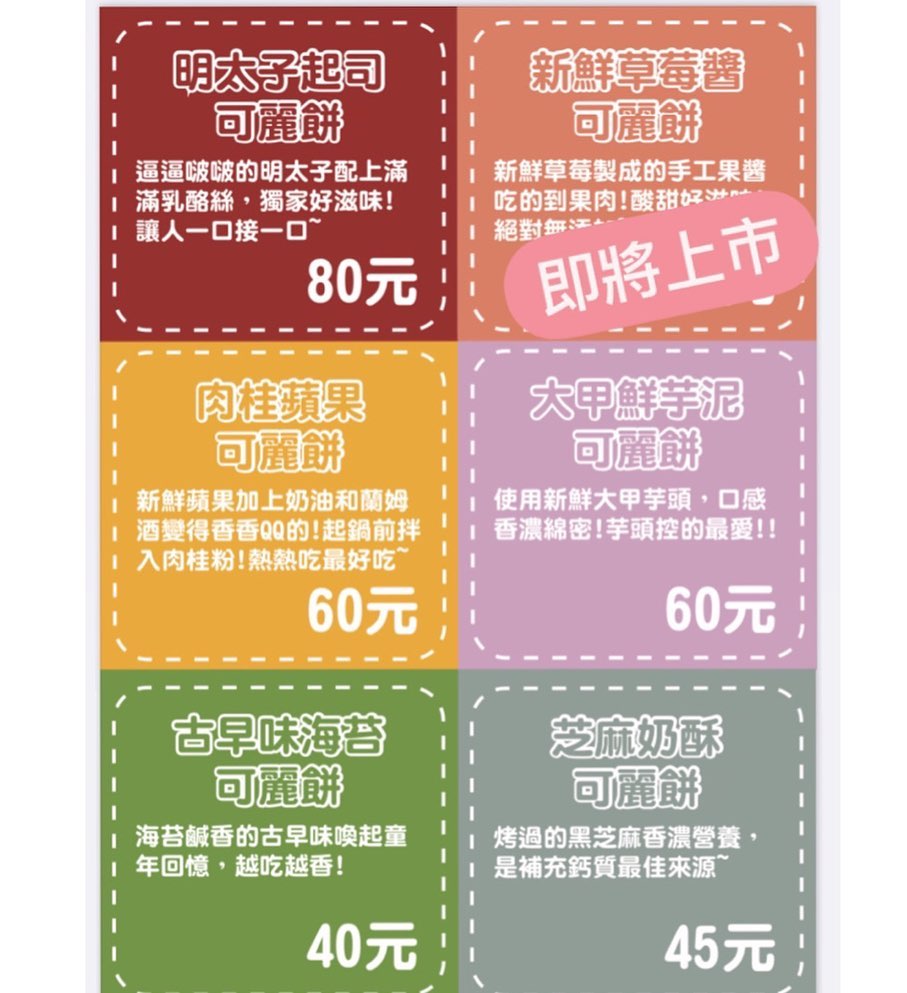 明太子起司
可麗餅
逼逼啵啵的明太子配上滿
滿乳酪絲，獨家好滋味!
讓人一口接一口~
80元
新鮮草莓醬
可麗餅
新鮮草莓製成的手工果醬
吃的到果肉!酸甜好滋味!
絕對無添
即將上市
肉桂蘋果
可麗餅
新鮮蘋果加上奶油和蘭姆
酒變得香香QQ的!起鍋前拌
入肉桂粉!熱熱吃最好吃~
60元
大甲鮮芋泥
可麗餅
使用新鮮大甲芋頭，口感
香濃綿密!芋頭控的最愛!!
60元
古早味海苔
可麗餅
海苔鹹香的古早味喚起童
年回憶，越吃越香!
40元
芝麻奶酥
可麗餅
烤過的黑芝麻香濃營養，
是補充鈣質最佳來源~
45元